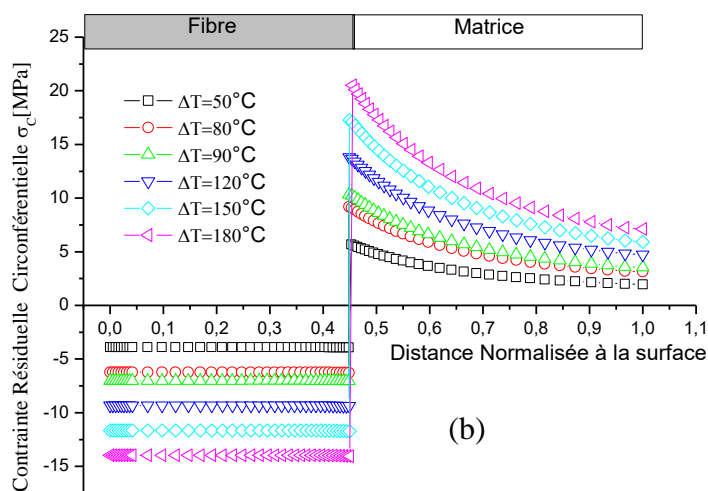 Fibre
Matrice
Contrainte Résiduelle Circonférentielle σC[MPa]
25
20
15
10
5
0
-5
-10
-15
ΔT=50°C
ΔT=80°C
ΔT=90°C
ΔT=120°C
ΔT=150°C
ΔT=180°C
0,0 0,1 0,2 0,3 0,4 0,5 0,6 0,7 0,8 0,9 1,0 1,1
Distance Normalisée à la surface
(b)